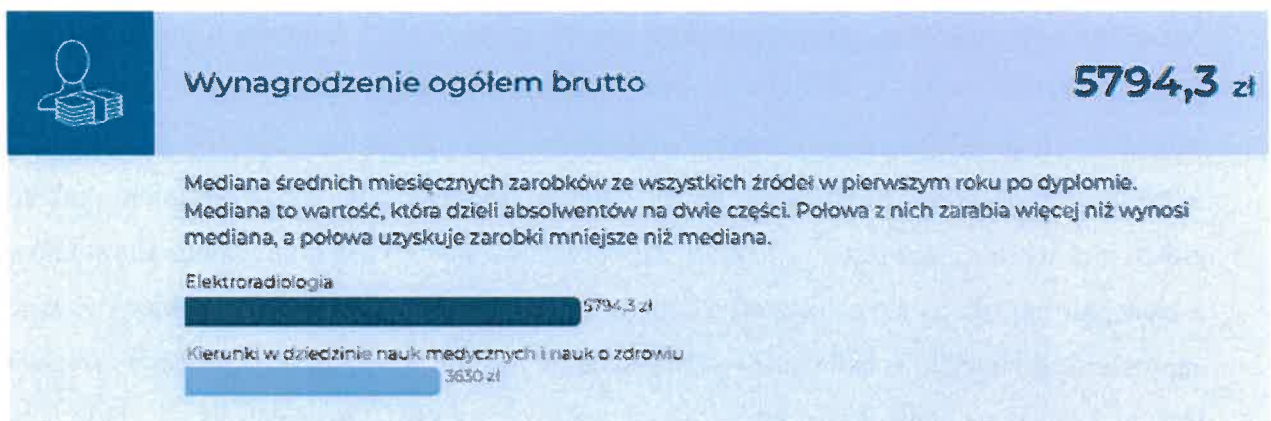 Wynagrodzenie ogółem brutto
5794,3 zł
Mediana średnich miesięcznych zarobków ze wszystkich źródeł w pierwszym roku po dyplomie.
Mediana to wartość, która dzieli absolwentów na dwie części. Połowa z nich zarabia więcej niż wynosi
mediana, a połowa uzyskuje zarobki mniejsze niż mediana.
Elektroradiologia
5794,3 zł
Kierunki w dziedzinie nauk medycznych i nauk o zdrowiu
3630 zł